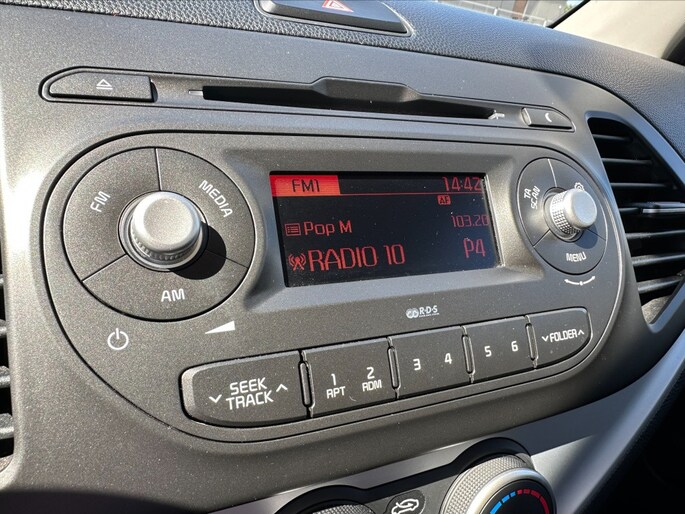 FM1 14:42
AF
Pop M 103.20
RADIO 10 P4
FM
MEDIA
AM
TA
SCAN
MENU
R·D·S
SEEK
TRACK
1
RPT
2
RDM
3 4
5 6
FOLDER